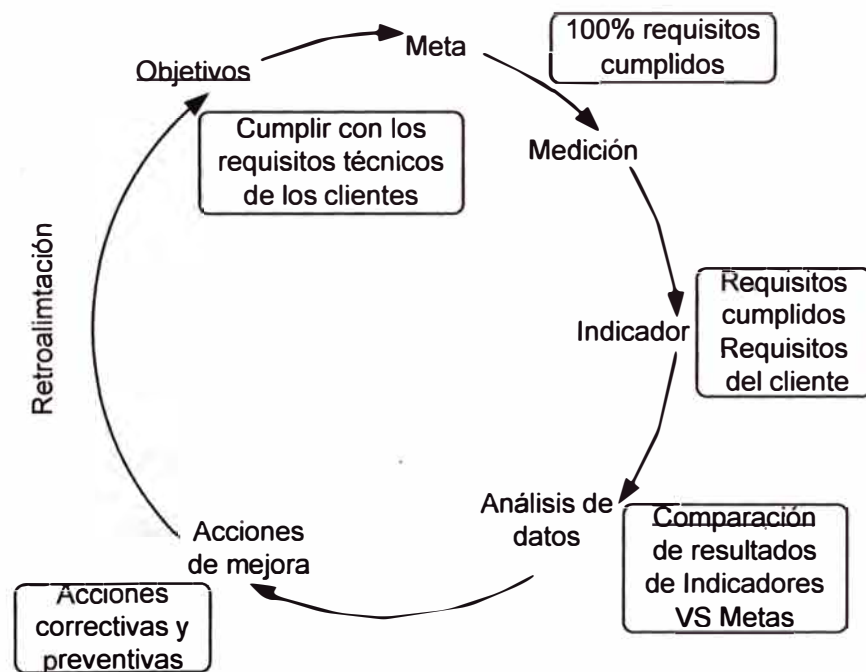 Objetivos
Meta
100% requisitos
cumplidos
Cumplir con los
requisitos técnicos
de los clientes
Medición
Indicador
Requisitos
cumplidos
Requisitos
del cliente
Análisis de
datos
Comparación
de resultados
de Indicadores
VS Metas
Acciones
de mejora
Acciones
correctivas y
preventivas
Retroalimtación